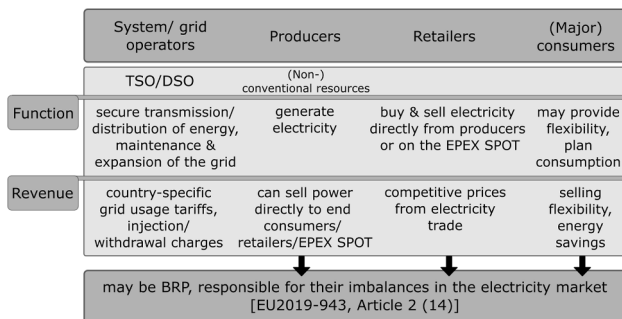 System/ grid
operators
Producers
Retailers
(Major)
consumers
TSO/DSO
(Non-)
conventional resources
Function
secure transmission/
distribution of energy,
maintenance &
expansion of the grid
generate
electricity
buy & sell electricity
directly from producers
or on the EPEX SPOT
may provide
flexibility,
plan
consumption
Revenue
country-specific
grid usage tariffs,
injection/
withdrawal charges
can sell power
directly to end
consumers/
retailers/EPEX SPOT
competitive prices
from electricity
trade
selling
flexibility,
energy
savings
may be BRP, responsible for their imbalances in the electricity market
[EU2019-943, Article 2 (14)]